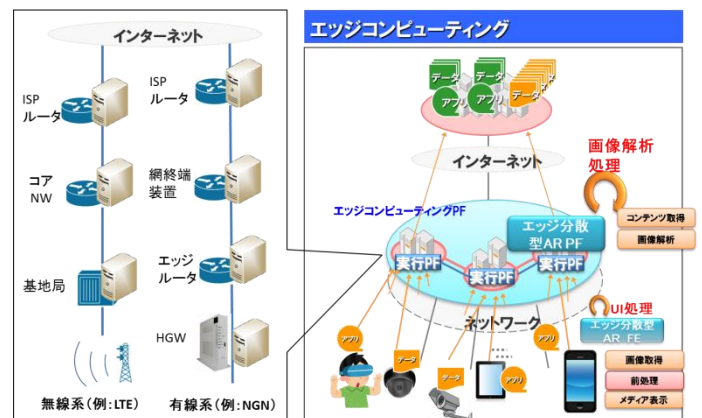 インターネット
ISP
ルータ
ISP
ルータ
コア
NW
網終端
装置
基地局
エッジ
ルータ
HGW
無線系(例:LTE)
有線系(例:NGN)
エッジコンピューティング
データ
データ
データ
アプリ
アプリ
データ
インターネット
画像解析
処理
エッジコンピューティングPF
エッジ分散
型AR PF
コンテンツ取得
画像解析
実行PF
実行PF
実行PF
ネットワーク
UI処理
エッジ分散型
AR FE
アプリ
データ
データ
アプリ
アプリ
画像取得
前処理
メディア表示